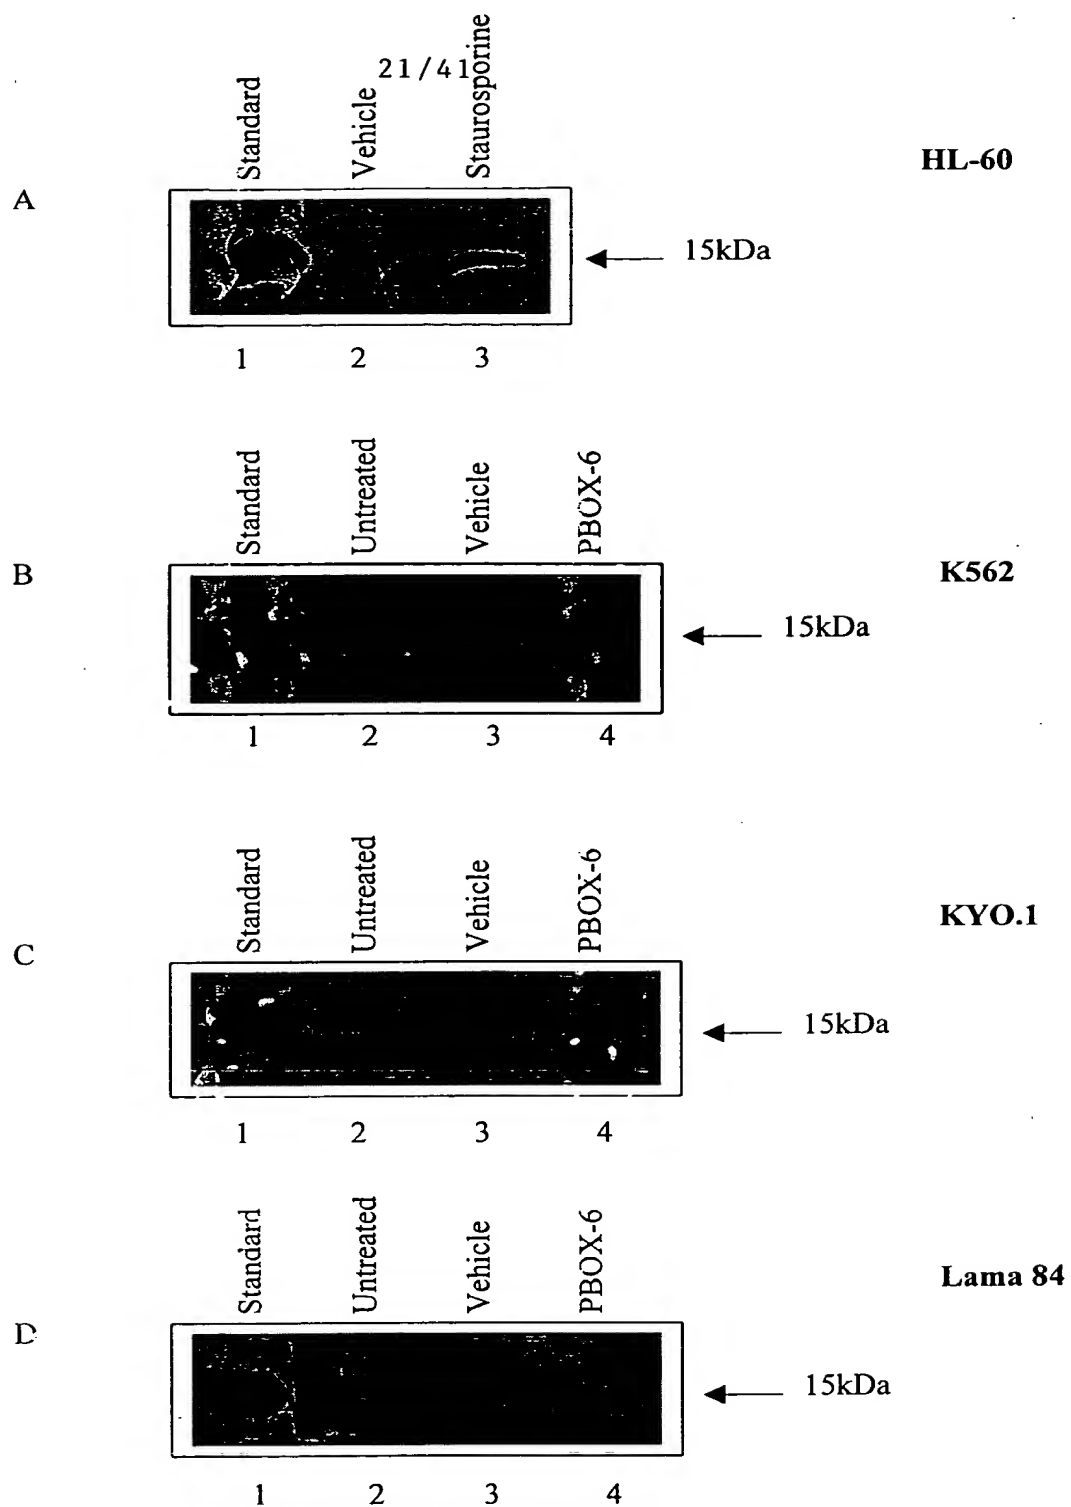 21/41
Standard
Vehicle
Staurosporine
HL-60
A
15kDa
1 2 3
Standard
Untreated
Vehicle
PBOX-6
B
K562
15kDa
1 2 3 4
Standard
Untreated
Vehicle
PBOX-6
KYO.1
C
15kDa
1 2 3 4
Standard
Untreated
Vehicle
PBOX-6
Lama 84
D
15kDa
1 2 3 4